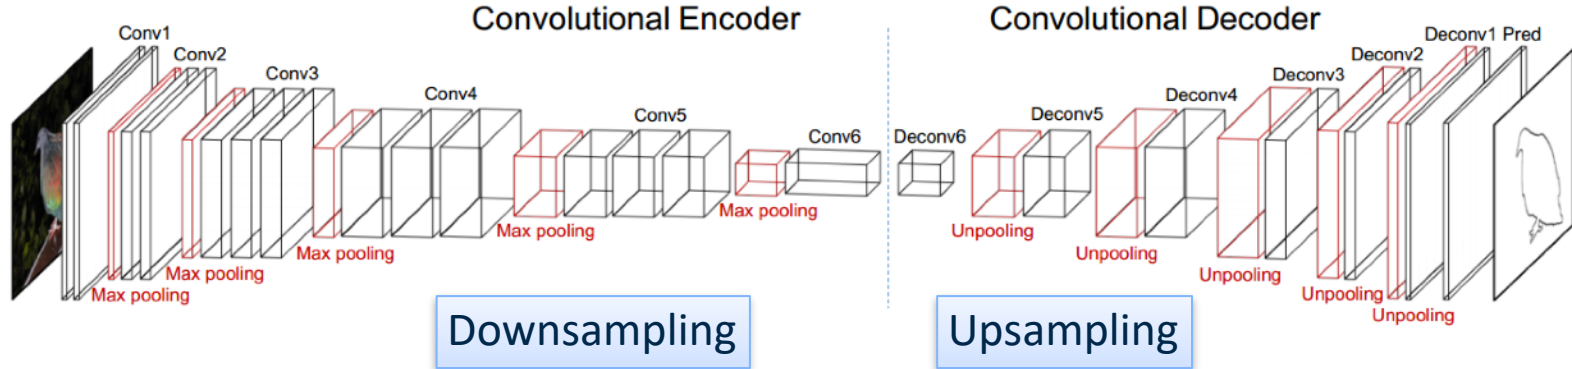 Convolutional Encoder
Convolutional Decoder
Conv1
Conv2
Conv3
Conv4
Conv5
Conv6
Deconv6
Deconv5
Deconv4
Deconv3
Deconv2
Deconv1 Pred
Max pooling
Max pooling
Max pooling
Max pooling
Max pooling
Unpooling
Unpooling
Unpooling
Unpooling
Unpooling
Downsampling
Upsampling